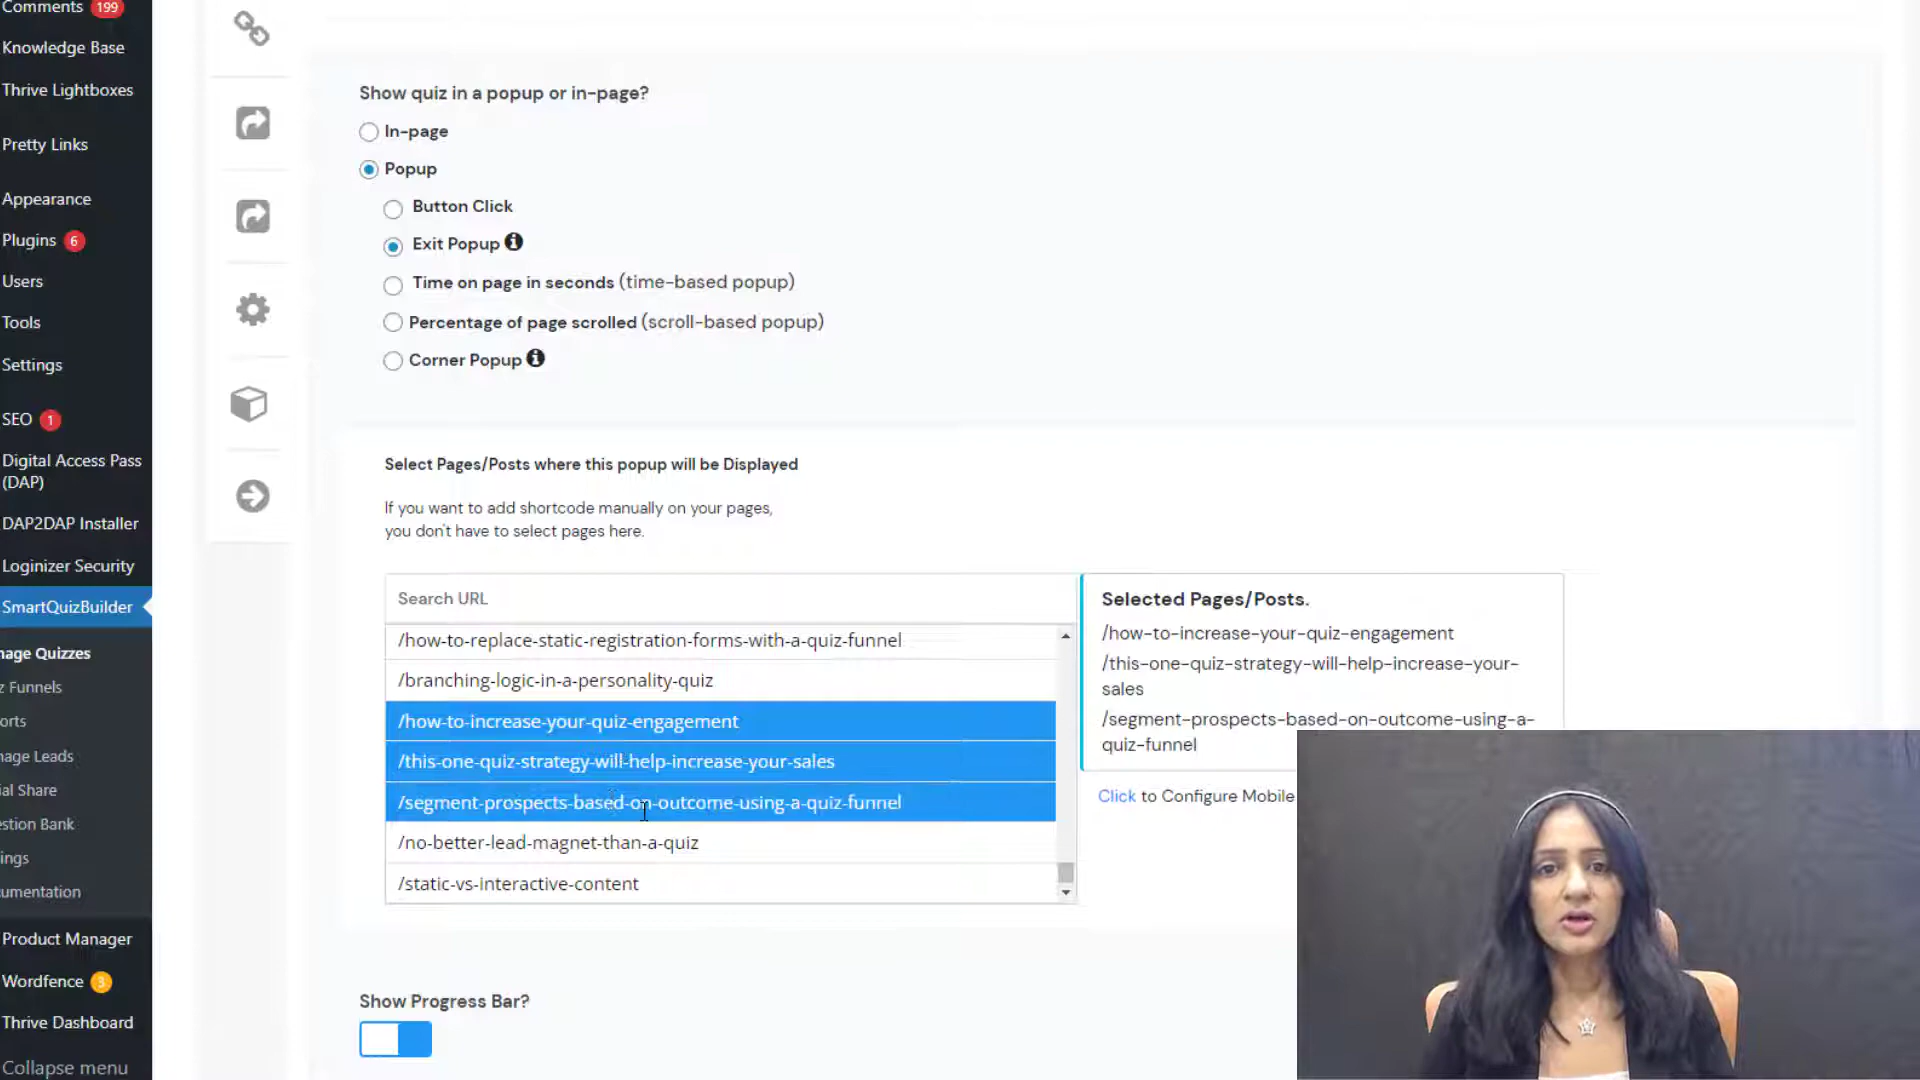 Comments 199
Knowledge Base
Thrive Lightboxes
Pretty Links
Appearance
Plugins 6
Users
Tools
Settings
SEO 1
Digital Access Pass
(DAP)
DAP2DAP Installer
Loginizer Security
SmartQuizBuilder
nage Quizzes
z Funnels
orts
nage Leads
ial Share
estion Bank
ings
umentation
Product Manager
Wordfence 3
Thrive Dashboard
Collapse menu
Show quiz in a popup or in-page?
In-page
Popup
Button Click
Exit Popup
Time on page in seconds (time-based popup)
Percentage of page scrolled (scroll-based popup)
Corner Popup
Select Pages/Posts where this popup will be Displayed
If you want to add shortcode manually on your pages,
you don't have to select pages here.
Search URL
/how-to-replace-static-registration-forms-with-a-quiz-funnel
/branching-logic-in-a-personality-quiz
/how-to-increase-your-quiz-engagement
/this-one-quiz-strategy-will-help-increase-your-sales
/segment-prospects-based-on-outcome-using-a-quiz-funnel
/no-better-lead-magnet-than-a-quiz
/static-vs-interactive-content
Selected Pages/Posts.
/how-to-increase-your-quiz-engagement
/this-one-quiz-strategy-will-help-increase-your-
sales
/segment-prospects-based-on-outcome-using-a-
quiz-funnel
Click to Configure Mobile
Show Progress Bar?